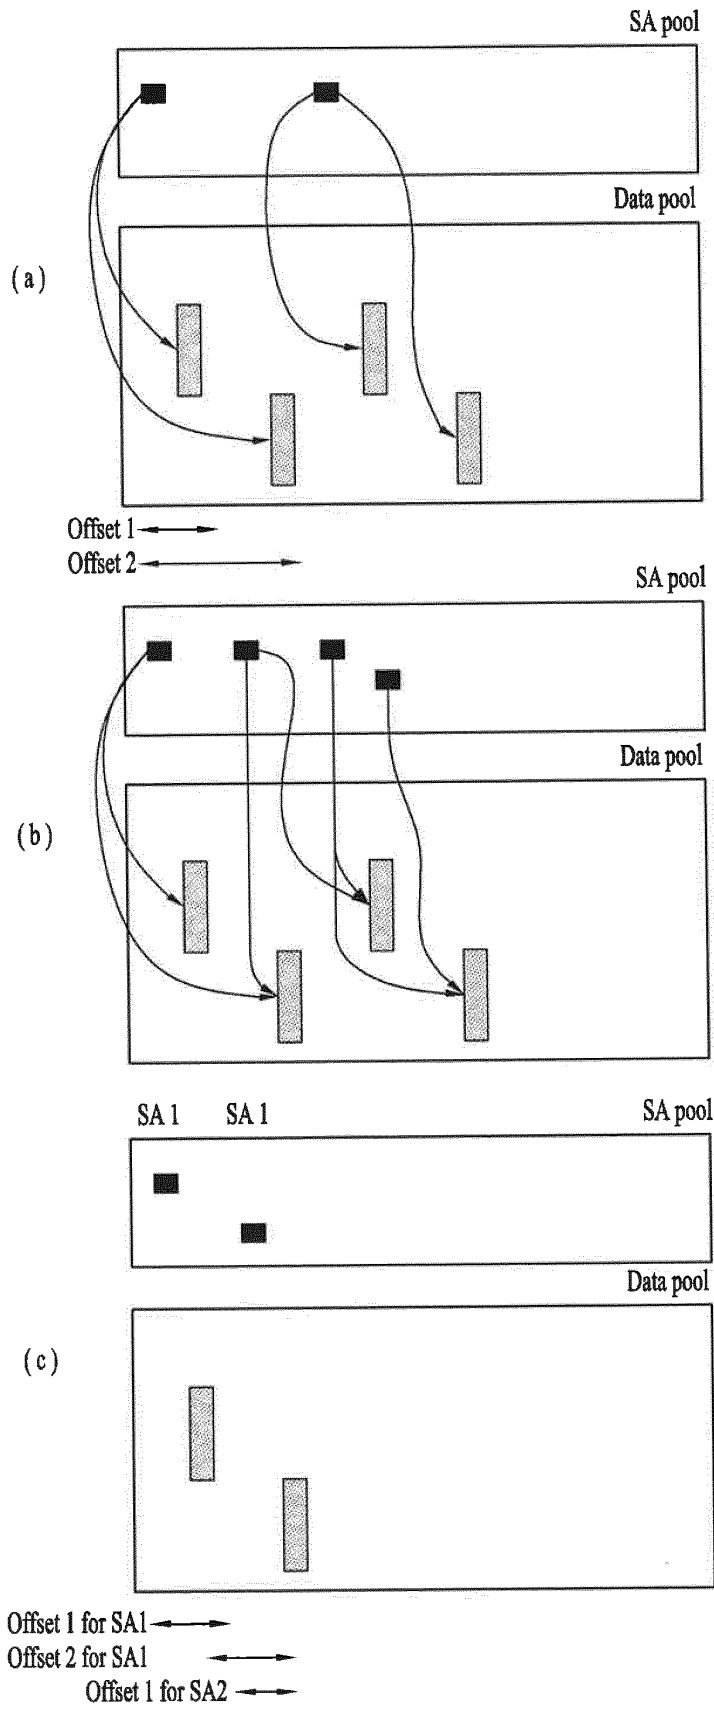 SA pool
Data pool
(a)
Offset 1
Offset 2
SA pool
Data pool
(b)
SA 1 SA 1 SA pool
Data pool
(c)
Offset 1 for SA1
Offset 2 for SA1
Offset 1 for SA2